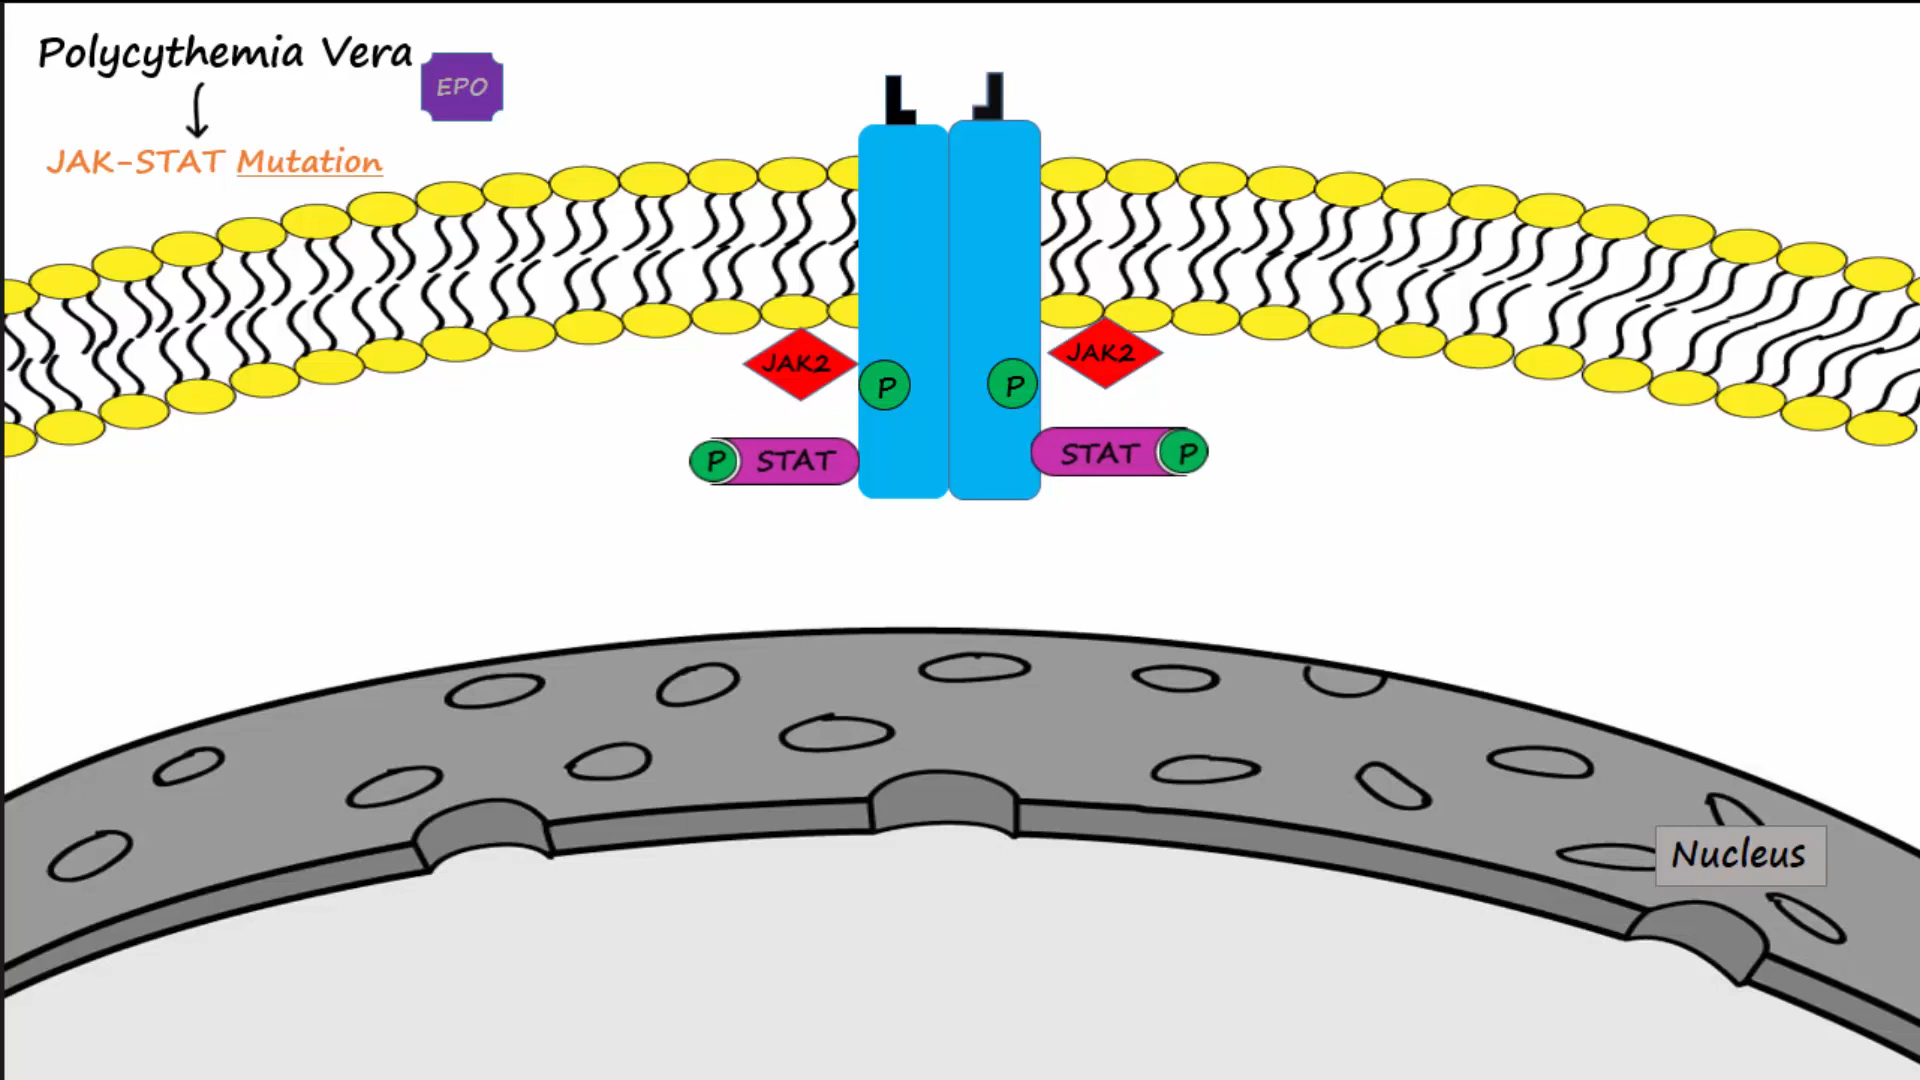 Polycythemia Vera
EPO
JAK-STAT Mutation
JAK2
JAK2
P
P
P STAT
STAT P
Nucleus